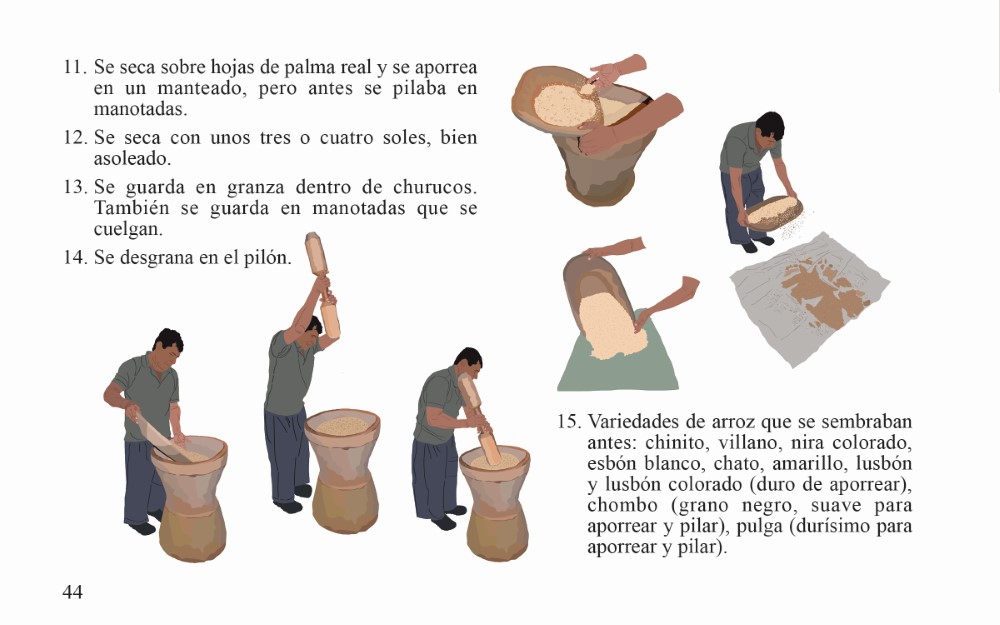 11. Se seca sobre hojas de palma real y se aporrea
en un manteado, pero antes se pilaba en
manotadas.
12. Se seca con unos tres o cuatro soles, bien
asoleado.
13. Se guarda en granza dentro de churucos.
También se guarda en manotadas que se
cuelgan.
14. Se desgrana en el pilón.
15. Variedades de arroz que se sembraban
antes: chinito, villano, nira colorado,
esbón blanco, chato, amarillo, lusbón
y lusbón colorado (duro de aporrear),
chombo (grano negro, suave para
aporrear y pilar), pulga (durísimo para
aporrear y pilar).
44